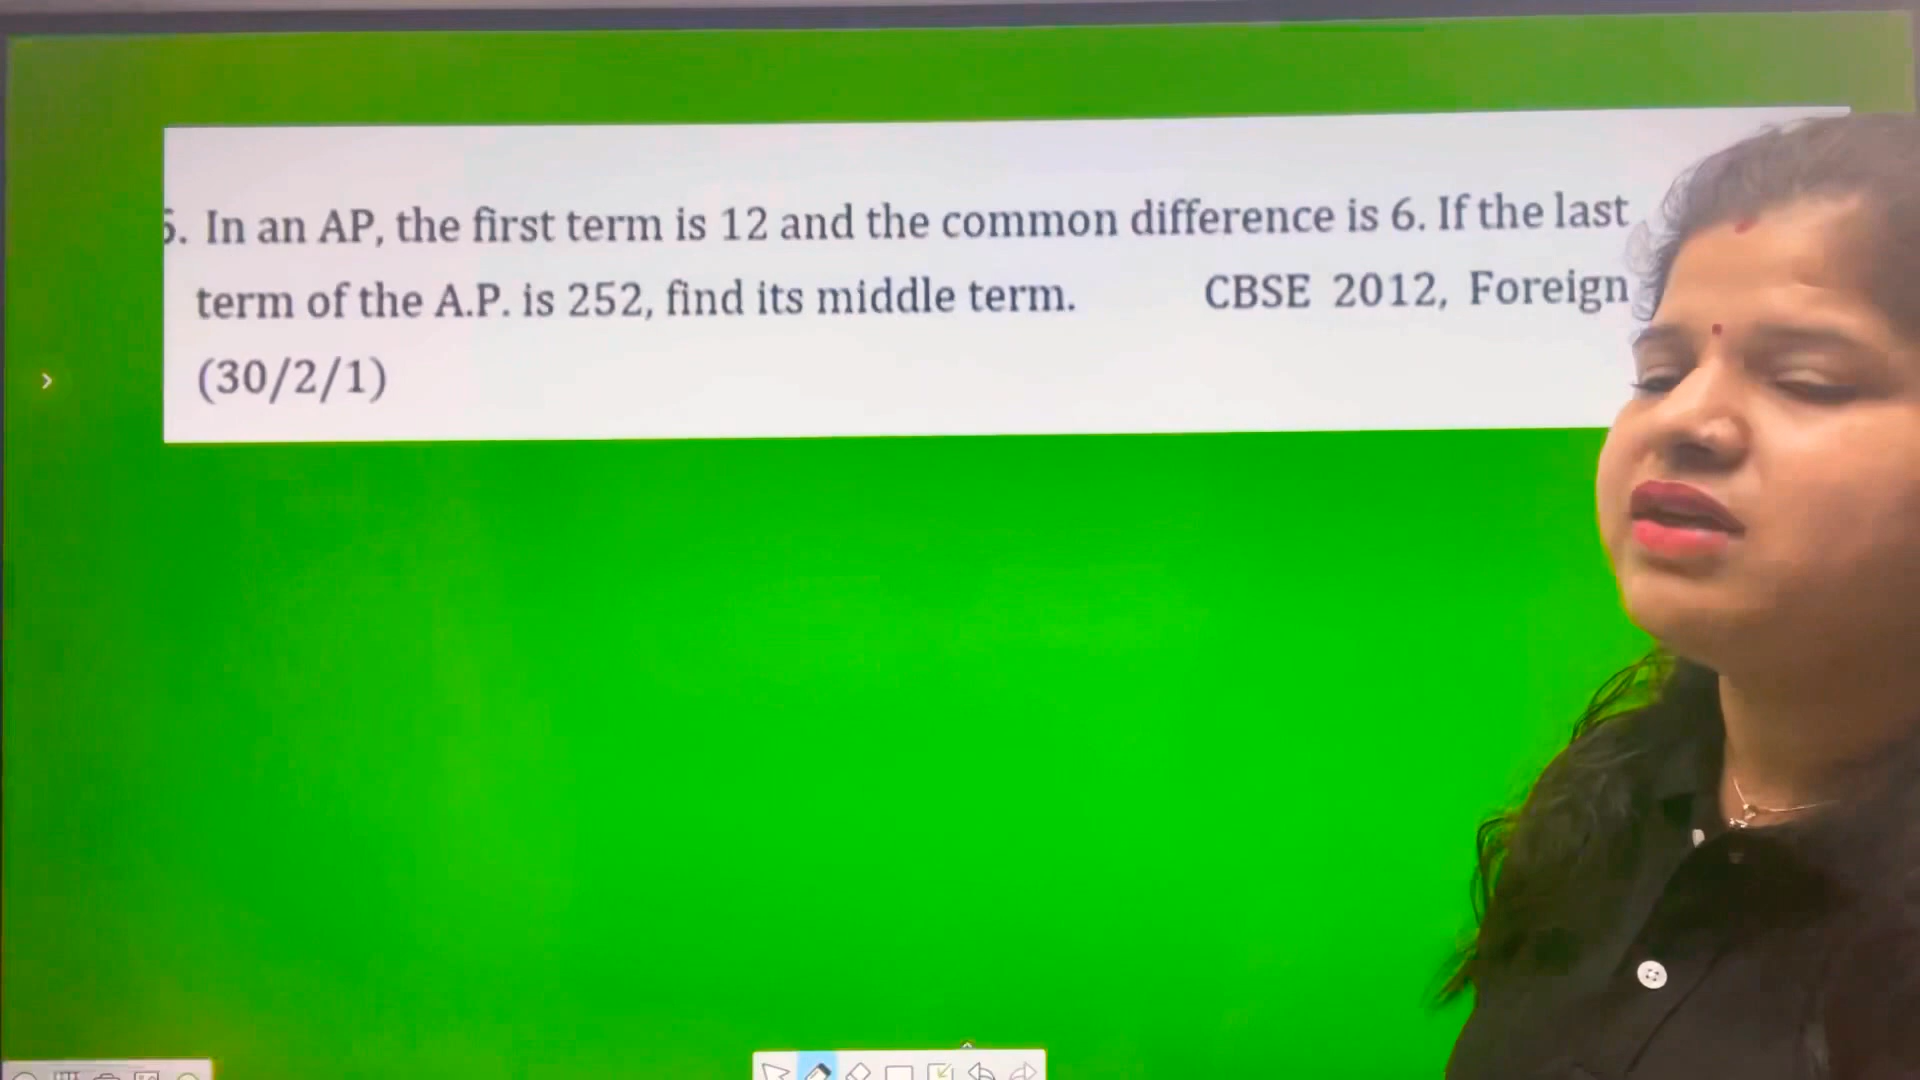 5. In an AP, the first term is 12 and the common difference is 6. If the last
term of the A.P. is 252, find its middle term. CBSE 2012, Foreign
(30/2/1)